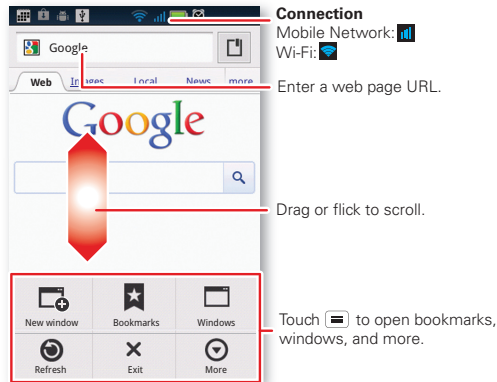 Connection
Mobile Network:
Wi-Fi:
Google
Enter a web page URL.
Web Images Local News more
Google
Drag or flick to scroll.
New window Bookmarks Windows
Touch to open bookmarks,
windows, and more.
Refresh Exit More